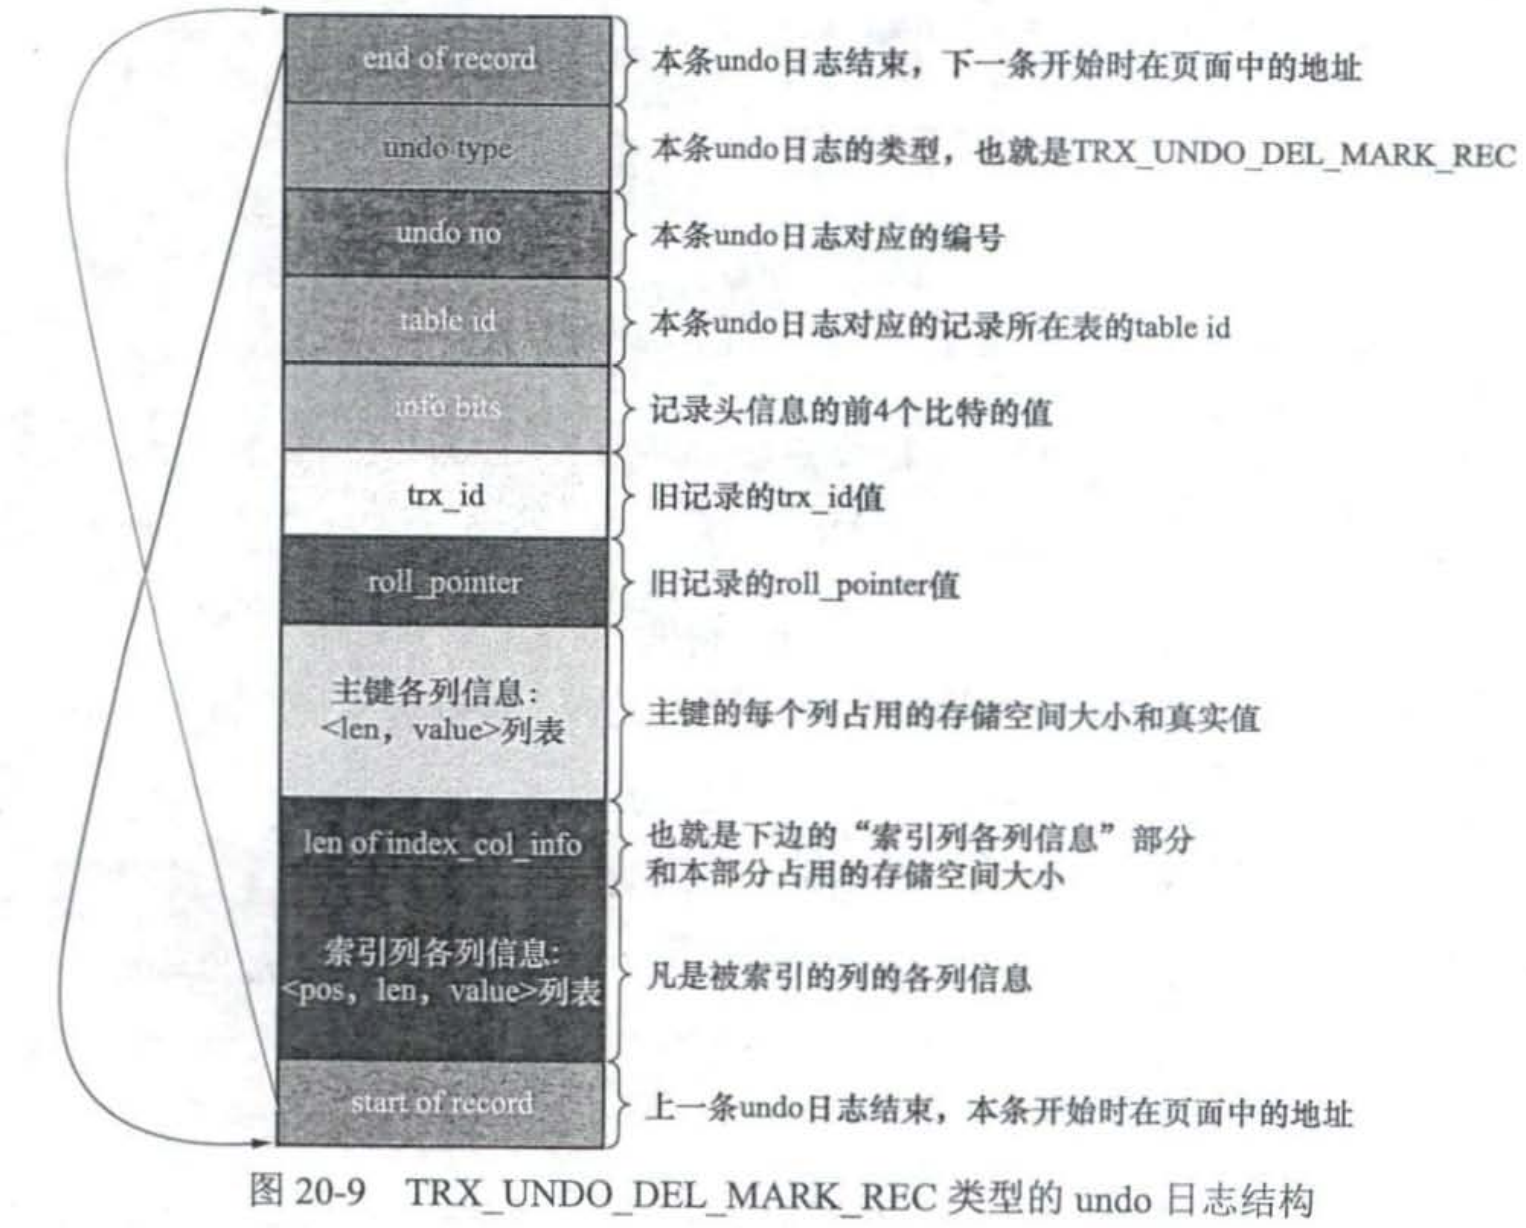 end of record
本条undo日志结束，下一条开始时在页面中的地址
undo type
本条undo日志的类型，也就是TRX_UNDO_DEL_MARK_REC
undo no
本条undo日志对应的编号
table id
本条undo日志对应的记录所在表的table id
info bits
记录头信息的前4个比特的值
trx_id
旧记录的trx_id值
roll_pointer
旧记录的roll_pointer值
主键各列信息：
<len，value>列表
主键的每个列占用的存储空间大小和真实值
len of index_col_info
也就是下边的“索引列各列信息”部分
和本部分占用的存储空间大小
索引列各列信息：
<pos，len，value>列表
凡是被索引的列的各列信息
start of record
上一条undo日志结束，本条开始时在页面中的地址
图 20-9 TRX_UNDO_DEL_MARK_REC 类型的 undo 日志结构